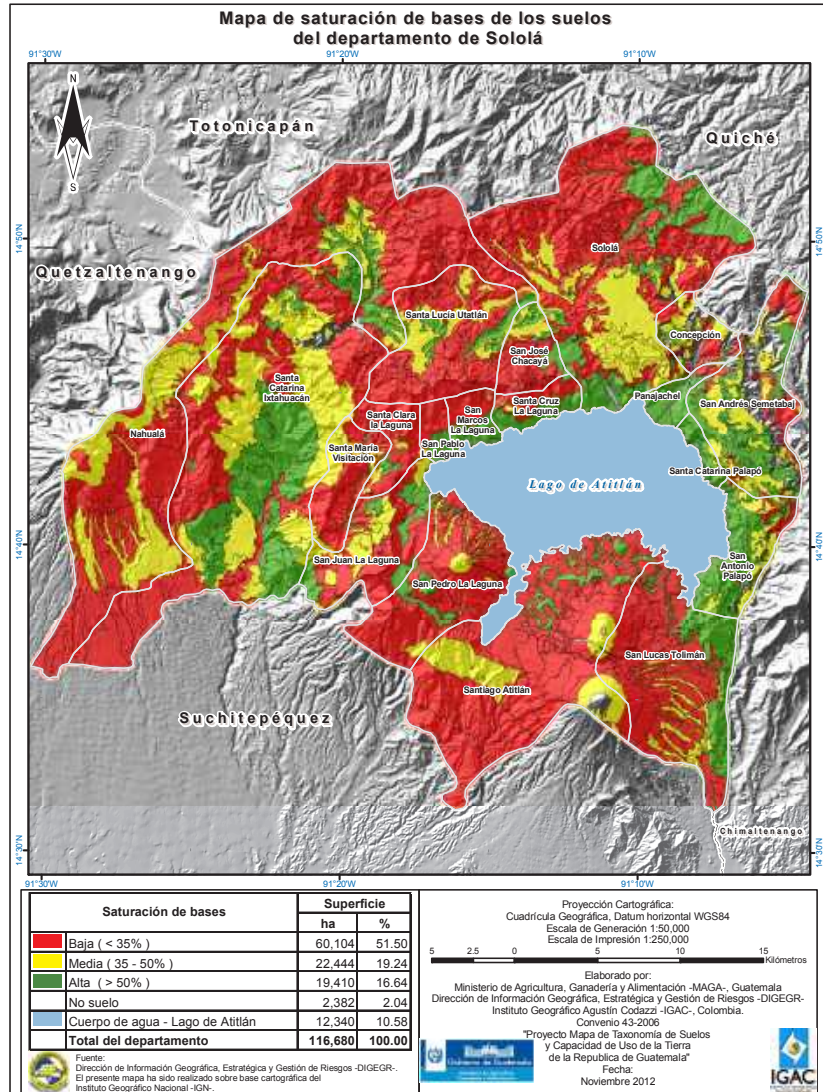 Mapa de saturación de bases de los suelos
del departamento de Sololá
91°30'W 91°20'W 91°10'W
N
S
Totonicapán
Quiché
14°50'N 14°50'N
Sololá
Quetzaltenango
Santa Lucía Utatlán
Concepción
San José
Chacayá
Santa
Catarina
Ixtahuacán
Panajachel
San Andrés Semetabaj
Santa Cruz
La Laguna
Santa Clara
la Laguna
San
Marcos
La Laguna
Nahualá
Santa María
Visitación
San Pablo
La Laguna
Santa Catarina Palapó
Lago de Atitlán
14°40'N 14°40'N
San Juan La Laguna
San
Antonio
Palapó
San Pedro La Laguna
San Lucas Tolimán
Santiago Atitlán
Suchitepéquez
Chimaltenango
14°30'N 14°30'N
91°30'W 91°20'W 91°10'W
Saturación de bases Superficie
ha %
Baja ( < 35% ) 60,104 51.50
Media ( 35 - 50% ) 22,444 19.24
Alta ( > 50% ) 19,410 16.64
No suelo 2,382 2.04
Cuerpo de agua - Lago de Atitlán 12,340 10.58
Total del departamento 116,680 100.00
Fuente:
Dirección de Información Geográfica, Estratégica y Gestión de Riesgos -DIGEGR-.
El presente mapa ha sido realizado sobre base cartográfica del
Instituto Geográfico Nacional -IGN-.
Proyección Cartográfica:
Cuadrícula Geográfica, Datum horizontal WGS84
Escala de Generación 1:50,000
Escala de Impresión 1:250,000
5 2.5 0 5 10 15
Kilómetros
Elaborado por:
Ministerio de Agricultura, Ganadería y Alimentación -MAGA-, Guatemala
Dirección de Información Geográfica, Estratégica y Gestión de Riesgos -DIGEGR-
Instituto Geográfico Agustín Codazzi -IGAC-, Colombia.
Convenio 43-2006
"Proyecto Mapa de Taxonomía de Suelos
y Capacidad de Uso de la Tierra
de la Republica de Guatemala"
Fecha:
Noviembre 2012
Gobierno de Guatemala
IGAC